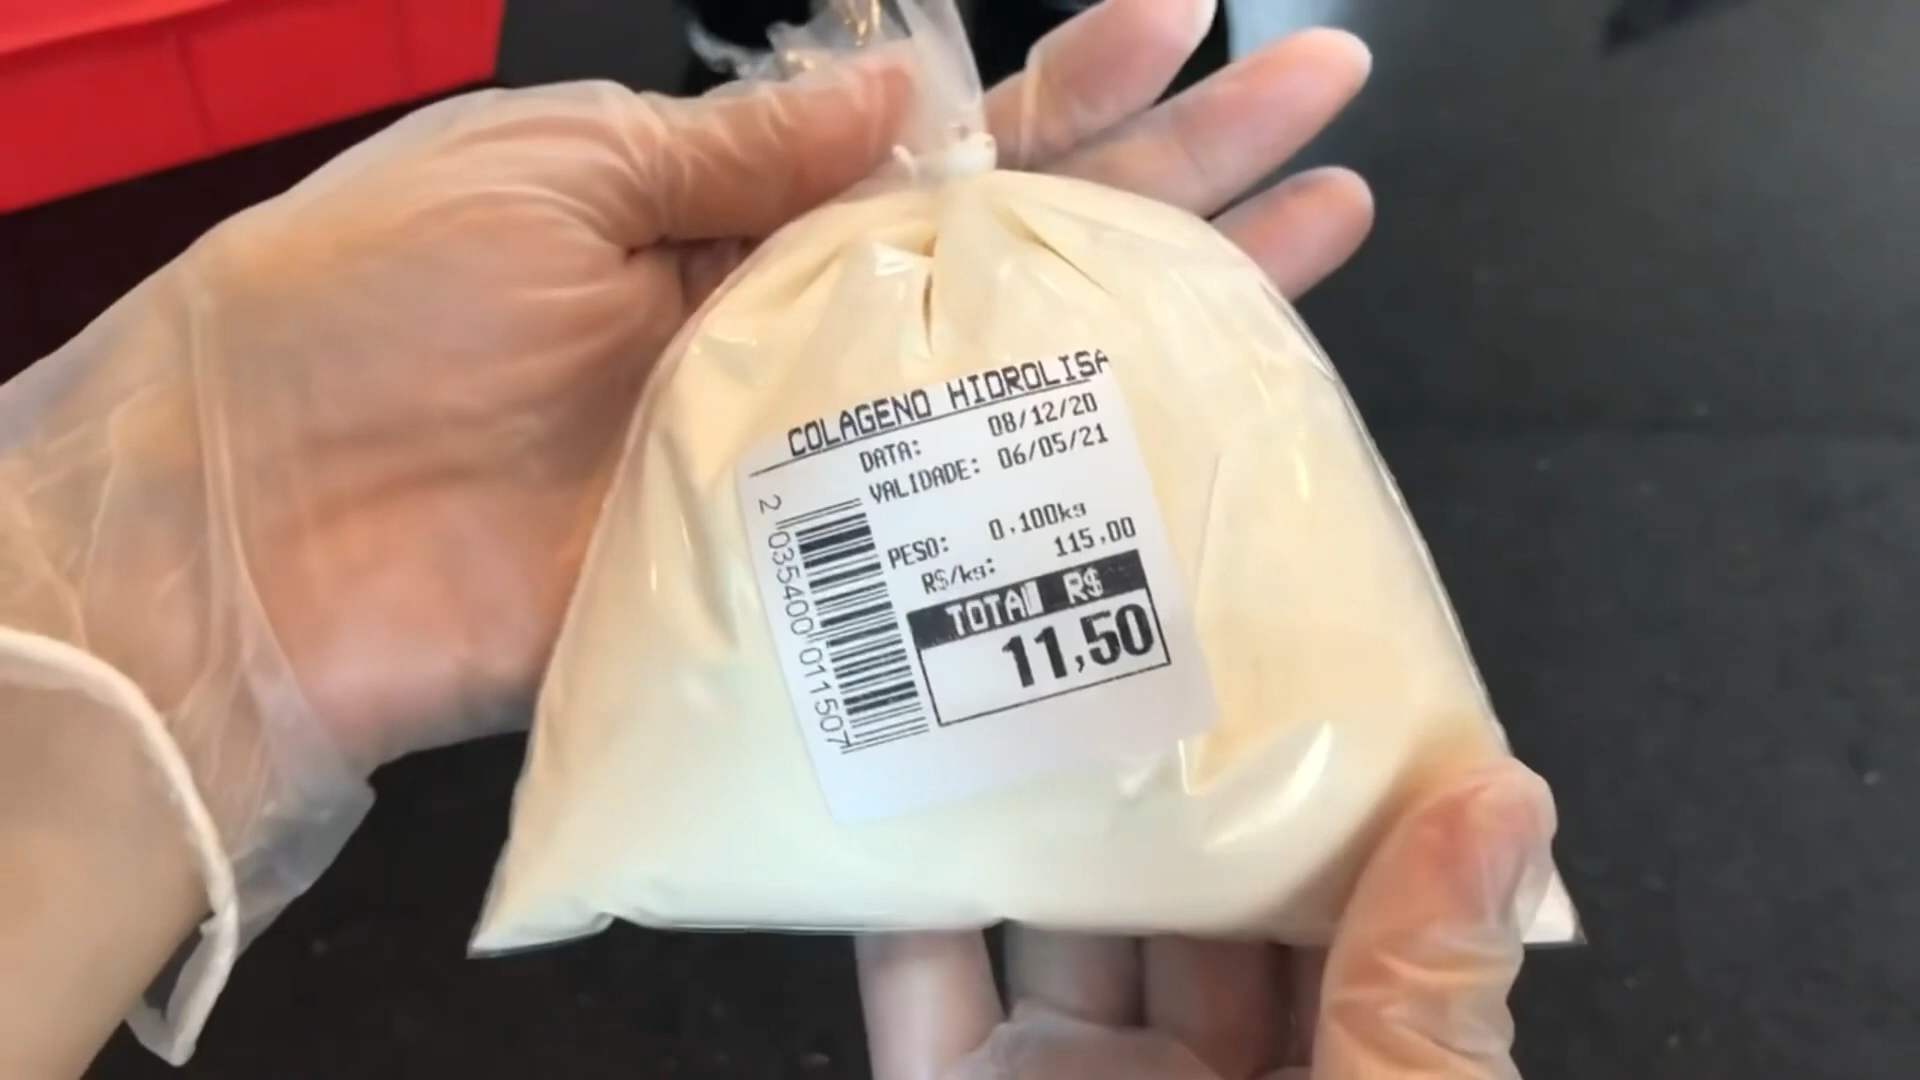 COLAGENO HIDROLISA
DATA: 08/12/20
VALIDADE: 06/05/21
PESO: 0,100kg
R$/kg: 115,00
TOTAL R$
11,50
2 035400 011507